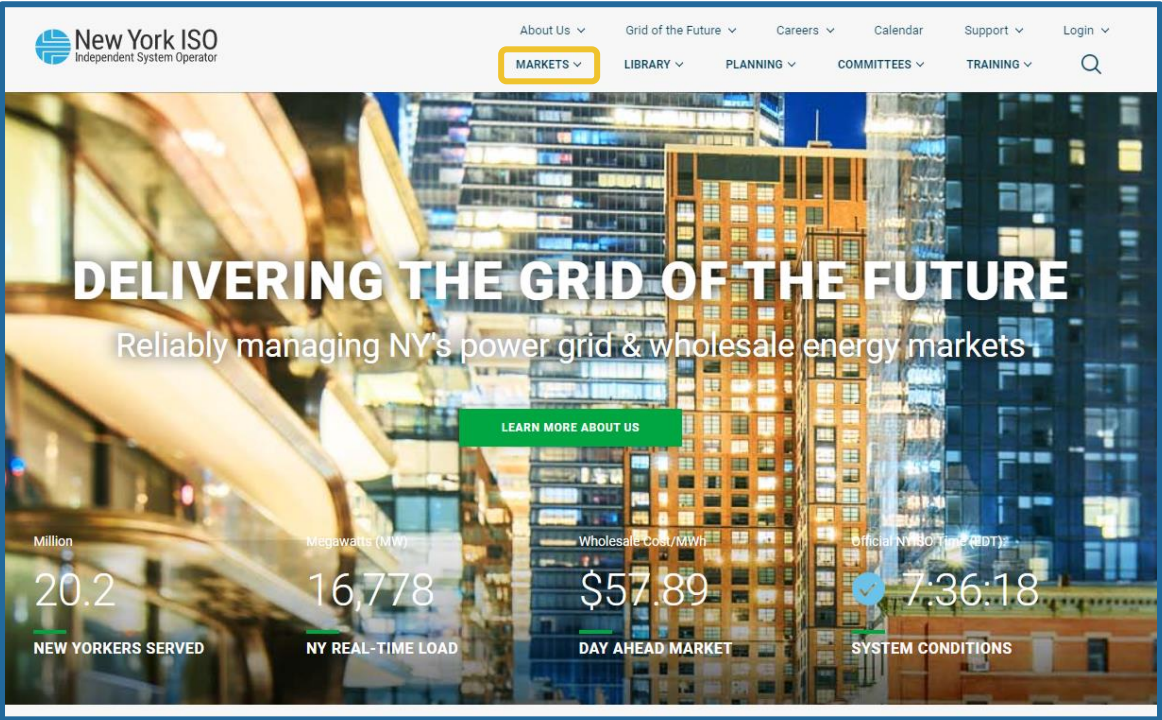 New York ISO
Independent System Operator
About Us
Grid of the Future
Careers
Calendar
Support
Login
MARKETS
LIBRARY
PLANNING
COMMITTEES
TRAINING
DELIVERING THE GRID OF THE FUTURE
Reliably managing NY's power grid & wholesale energy markets
LEARN MORE ABOUT US
Million
20.2
NEW YORKERS SERVED
Megawatts (MW)
16,778
NY REAL-TIME LOAD
Wholesale Cost/MWh
$57.89
DAY AHEAD MARKET
Official NYISO Time (EDT):
7:36:18
SYSTEM CONDITIONS